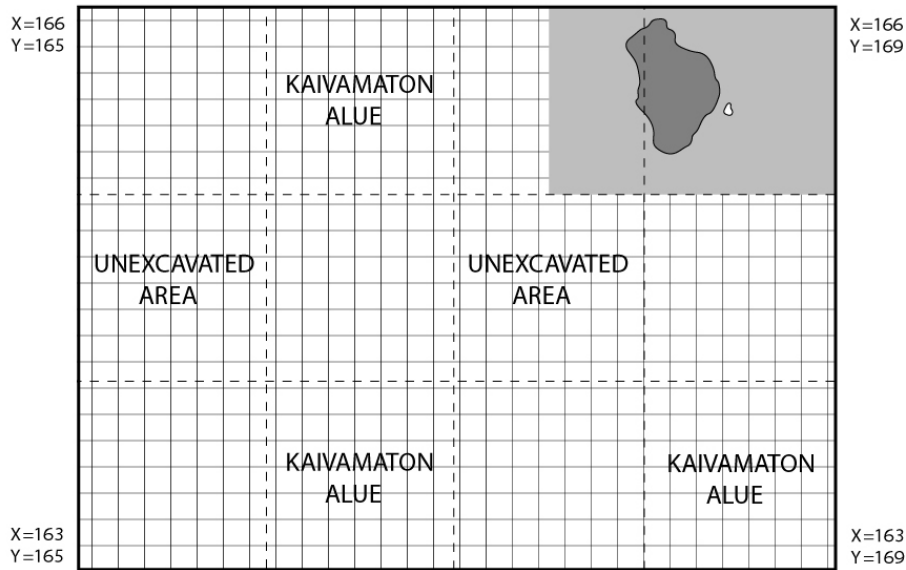 X=166
Y=165
X=166
Y=169
KAIVAMATON
ALUE
UNEXCAVATED
AREA
UNEXCAVATED
AREA
KAIVAMATON
ALUE
KAIVAMATON
ALUE
X=163
Y=165
X=163
Y=169